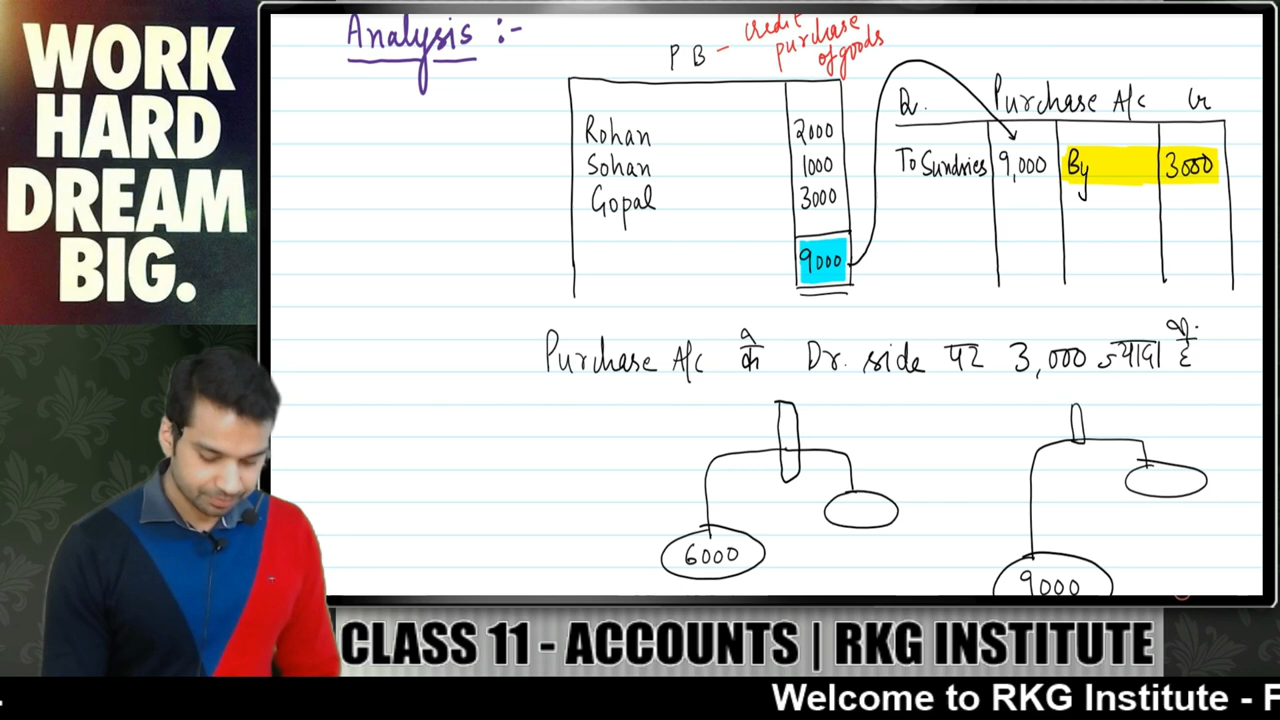 WORK
HARD
DREAM
BIG.
Analysis :-
P B - credit
purchase
of goods
Rohan 2000
Sohan 1000
Gopal 3000
9000
Dr. Purchase A/c Cr
To Sundries 9,000 By 3000
Purchase A/c के Dr. side पर 3,000 ज्यादा है
6000
9000
CLASS 11 - ACCOUNTS | RKG INSTITUTE
Welcome to RKG Institute - F